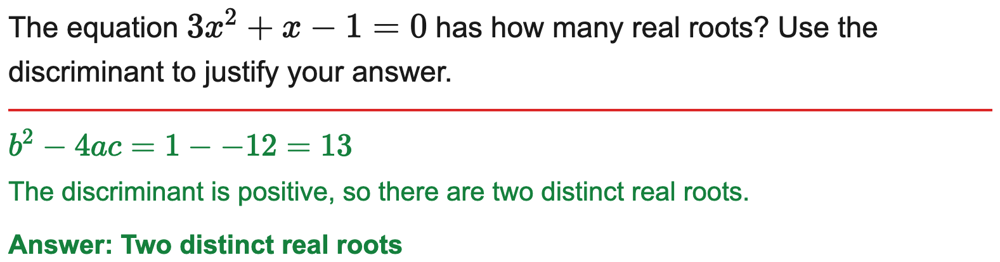 The equation 3x² + x − 1 = 0 has how many real roots? Use the
discriminant to justify your answer.
b² − 4ac = 1 − −12 = 13
The discriminant is positive, so there are two distinct real roots.
Answer: Two distinct real roots